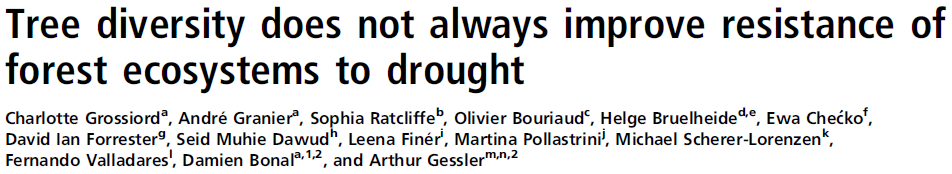 Tree diversity does not always improve resistance of
forest ecosystems to drought
Charlotte Grossiordᵃ, André Granierᵃ, Sophia Ratcliffeᵇ, Olivier Bouriaudᶜ, Helge Bruelheideᵈ,ᵉ, Ewa Chećkoᶠ,
David Ian Forresterᵍ, Seid Muhie Dawudʰ, Leena Finérⁱ, Martina Pollastriniʲ, Michael Scherer-Lorenzenᵏ,
Fernando Valladaresˡ, Damien Bonalᵃ,¹,², and Arthur Gesslerᵐ,ⁿ,²